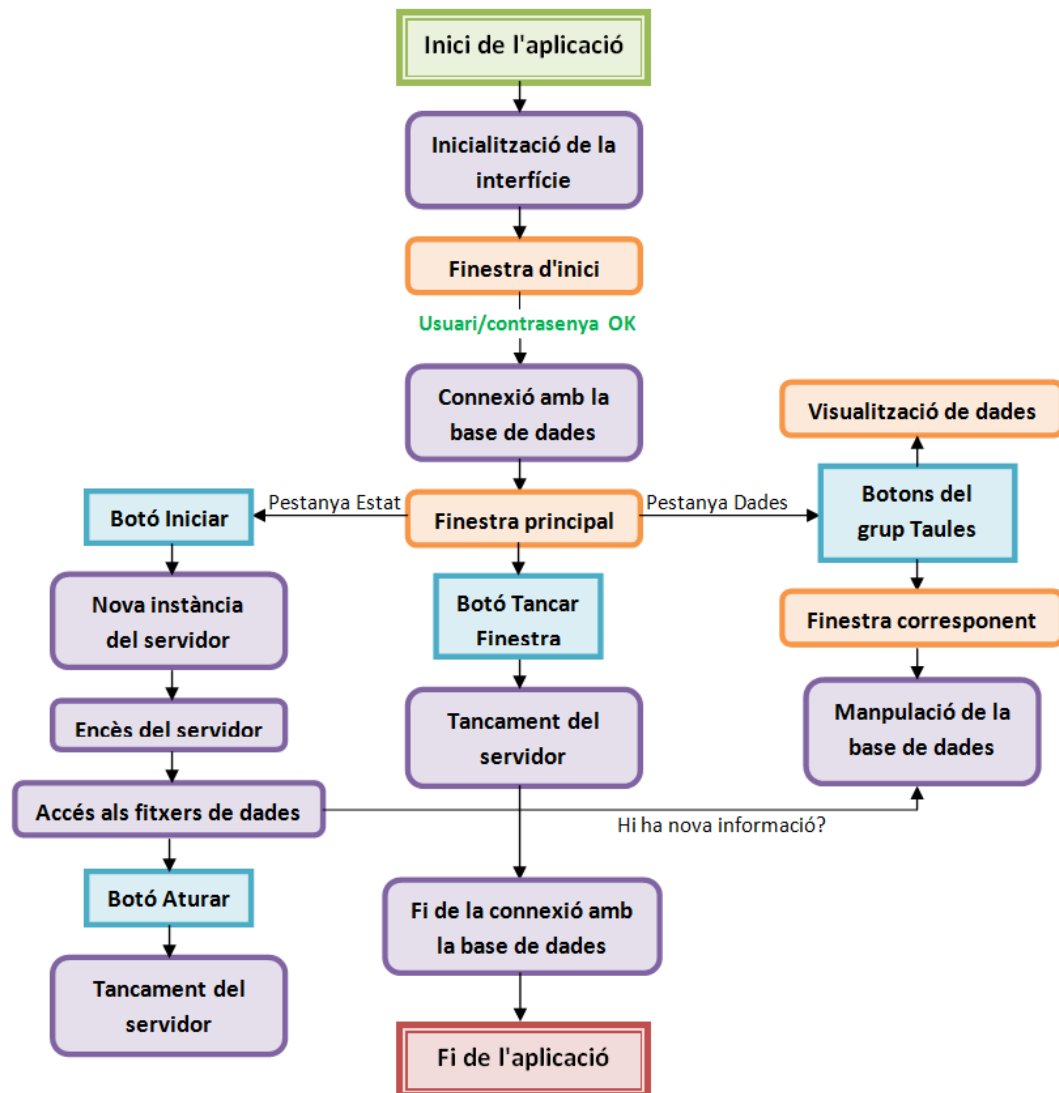 Inici de l'aplicació
Inicialització de la
interfície
Finestra d'inici
Usuari/contrasenya OK
Connexió amb la
base de dades
Visualització de dades
Botó Iniciar
Pestanya Estat
Finestra principal
Pestanya Dades
Botons del
grup Taules
Nova instància
del servidor
Botó Tancar
Finestra
Finestra corresponent
Encès del servidor
Tancament del
servidor
Manpulació de la
base de dades
Accés als fitxers de dades
Hi ha nova informació?
Botó Aturar
Fi de la connexió amb
la base de dades
Tancament del
servidor
Fi de l'aplicació